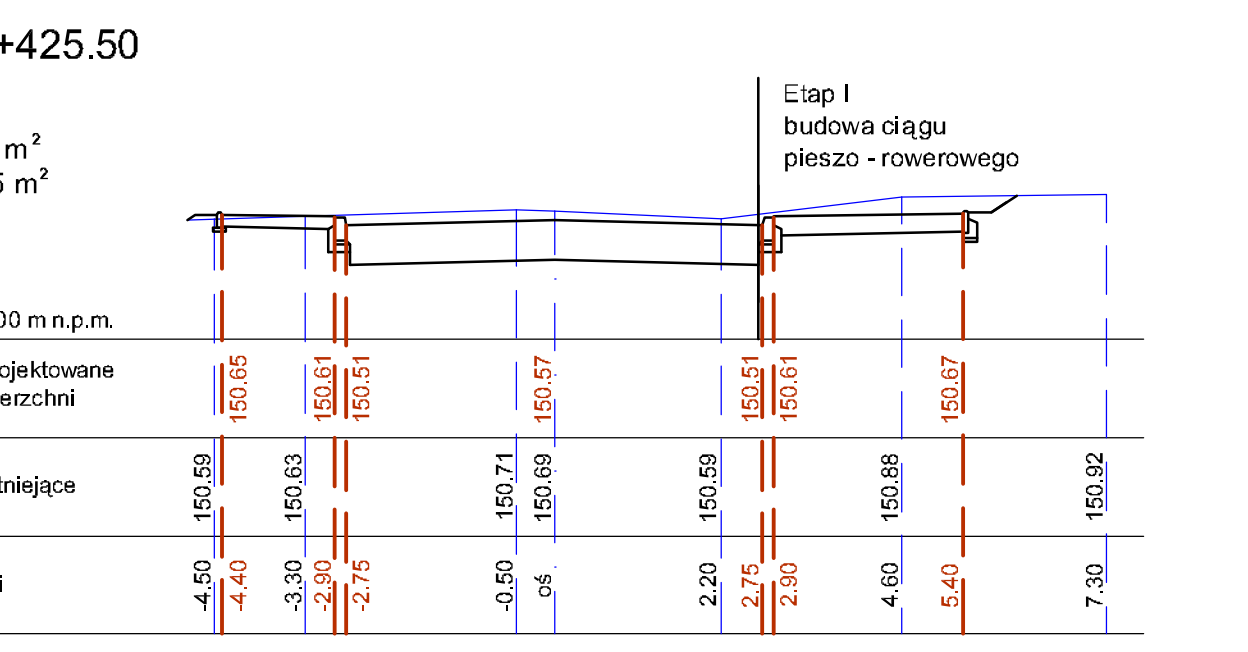 +425.50
m²
5 m²
Etap I
budowa ciągu
pieszo - rowerowego
00 m n.p.m.
ojektowane
erzchni
150.65 150.61 150.51 150.57 150.51 150.61 150.67
tniejące
150.59 150.63 150.71 150.69 150.59 150.88 150.92
i
-4.50 -4.40 -3.30 -2.90 -2.75 -0.50 oś 2.20 2.75 2.90 4.60 5.40 7.30